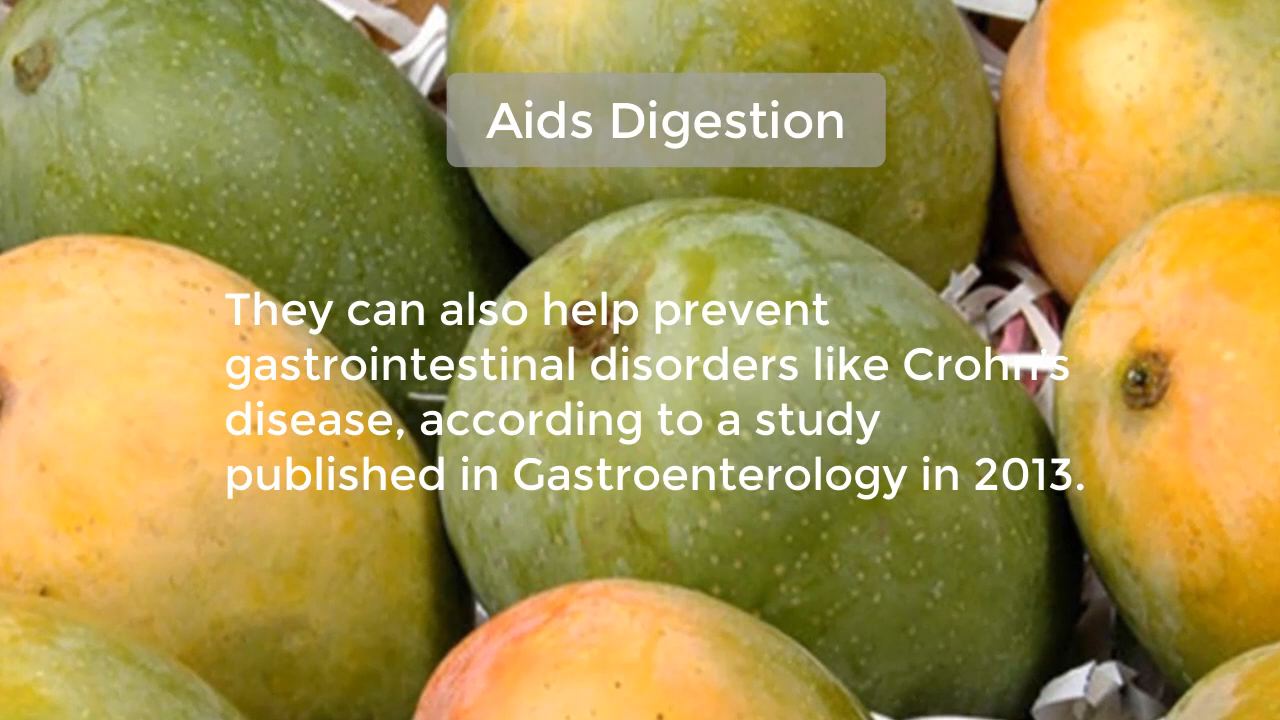 Aids Digestion
They can also help prevent
gastrointestinal disorders like Crohn's
disease, according to a study
published in Gastroenterology in 2013.